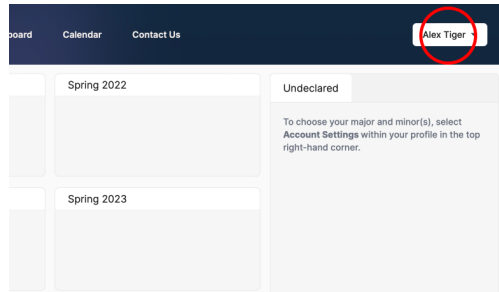 board Calendar Contact Us Alex Tiger
Spring 2022
Undeclared
To choose your major and minor(s), select
Account Settings within your profile in the top
right-hand corner.
Spring 2023